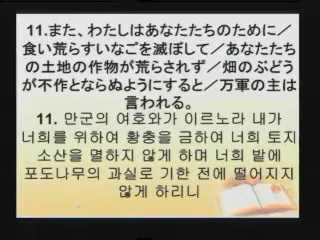 11.また、わたしはあなたたちのために／
食い荒らすいなごを滅ぼして／あなたたち
の土地の作物が荒らされず／畑のぶどう
が不作とならぬようにすると／万軍の主は
言われる。
11. 만군의 여호와가 이르노라 내가
너희를 위하여 황충을 금하여 너희 토지
소산을 멸하지 않게 하며 너희 밭에
포도나무의 과실로 기한 전에 떨어지지
않게 하리니